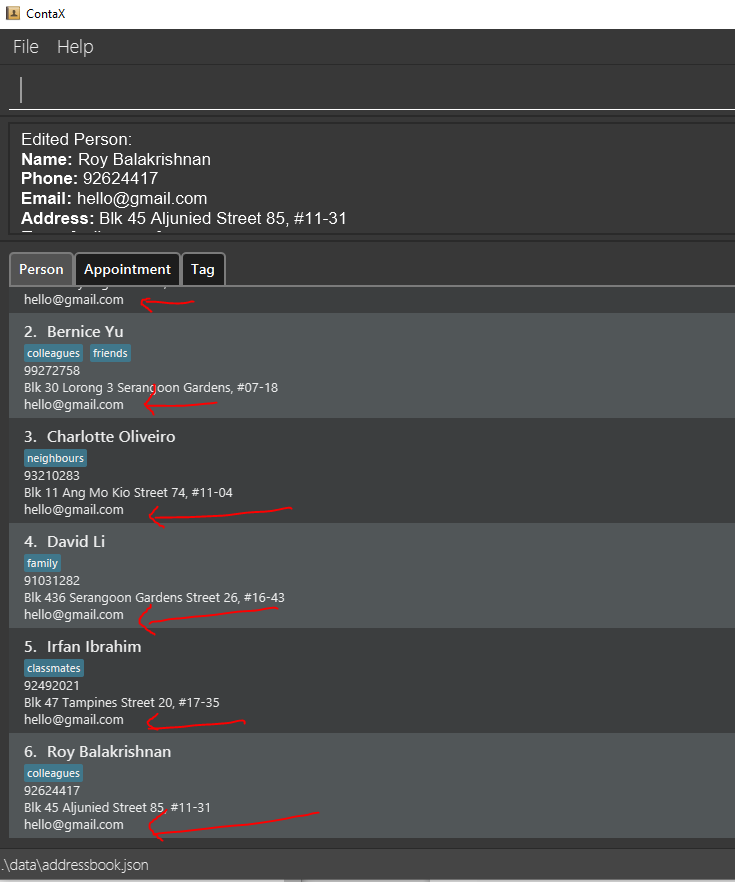 ContaX
File Help
Edited Person:
Name: Roy Balakrishnan
Phone: 92624417
Email: hello@gmail.com
Address: Blk 45 Aljunied Street 85, #11-31
Person Appointment Tag
hello@gmail.com
2. Bernice Yu
colleagues friends
99272758
Blk 30 Lorong 3 Serangoon Gardens, #07-18
hello@gmail.com
3. Charlotte Oliveiro
neighbours
93210283
Blk 11 Ang Mo Kio Street 74, #11-04
hello@gmail.com
4. David Li
family
91031282
Blk 436 Serangoon Gardens Street 26, #16-43
hello@gmail.com
5. Irfan Ibrahim
classmates
92492021
Blk 47 Tampines Street 20, #17-35
hello@gmail.com
6. Roy Balakrishnan
colleagues
92624417
Blk 45 Aljunied Street 85, #11-31
hello@gmail.com
.\data\addressbook.json